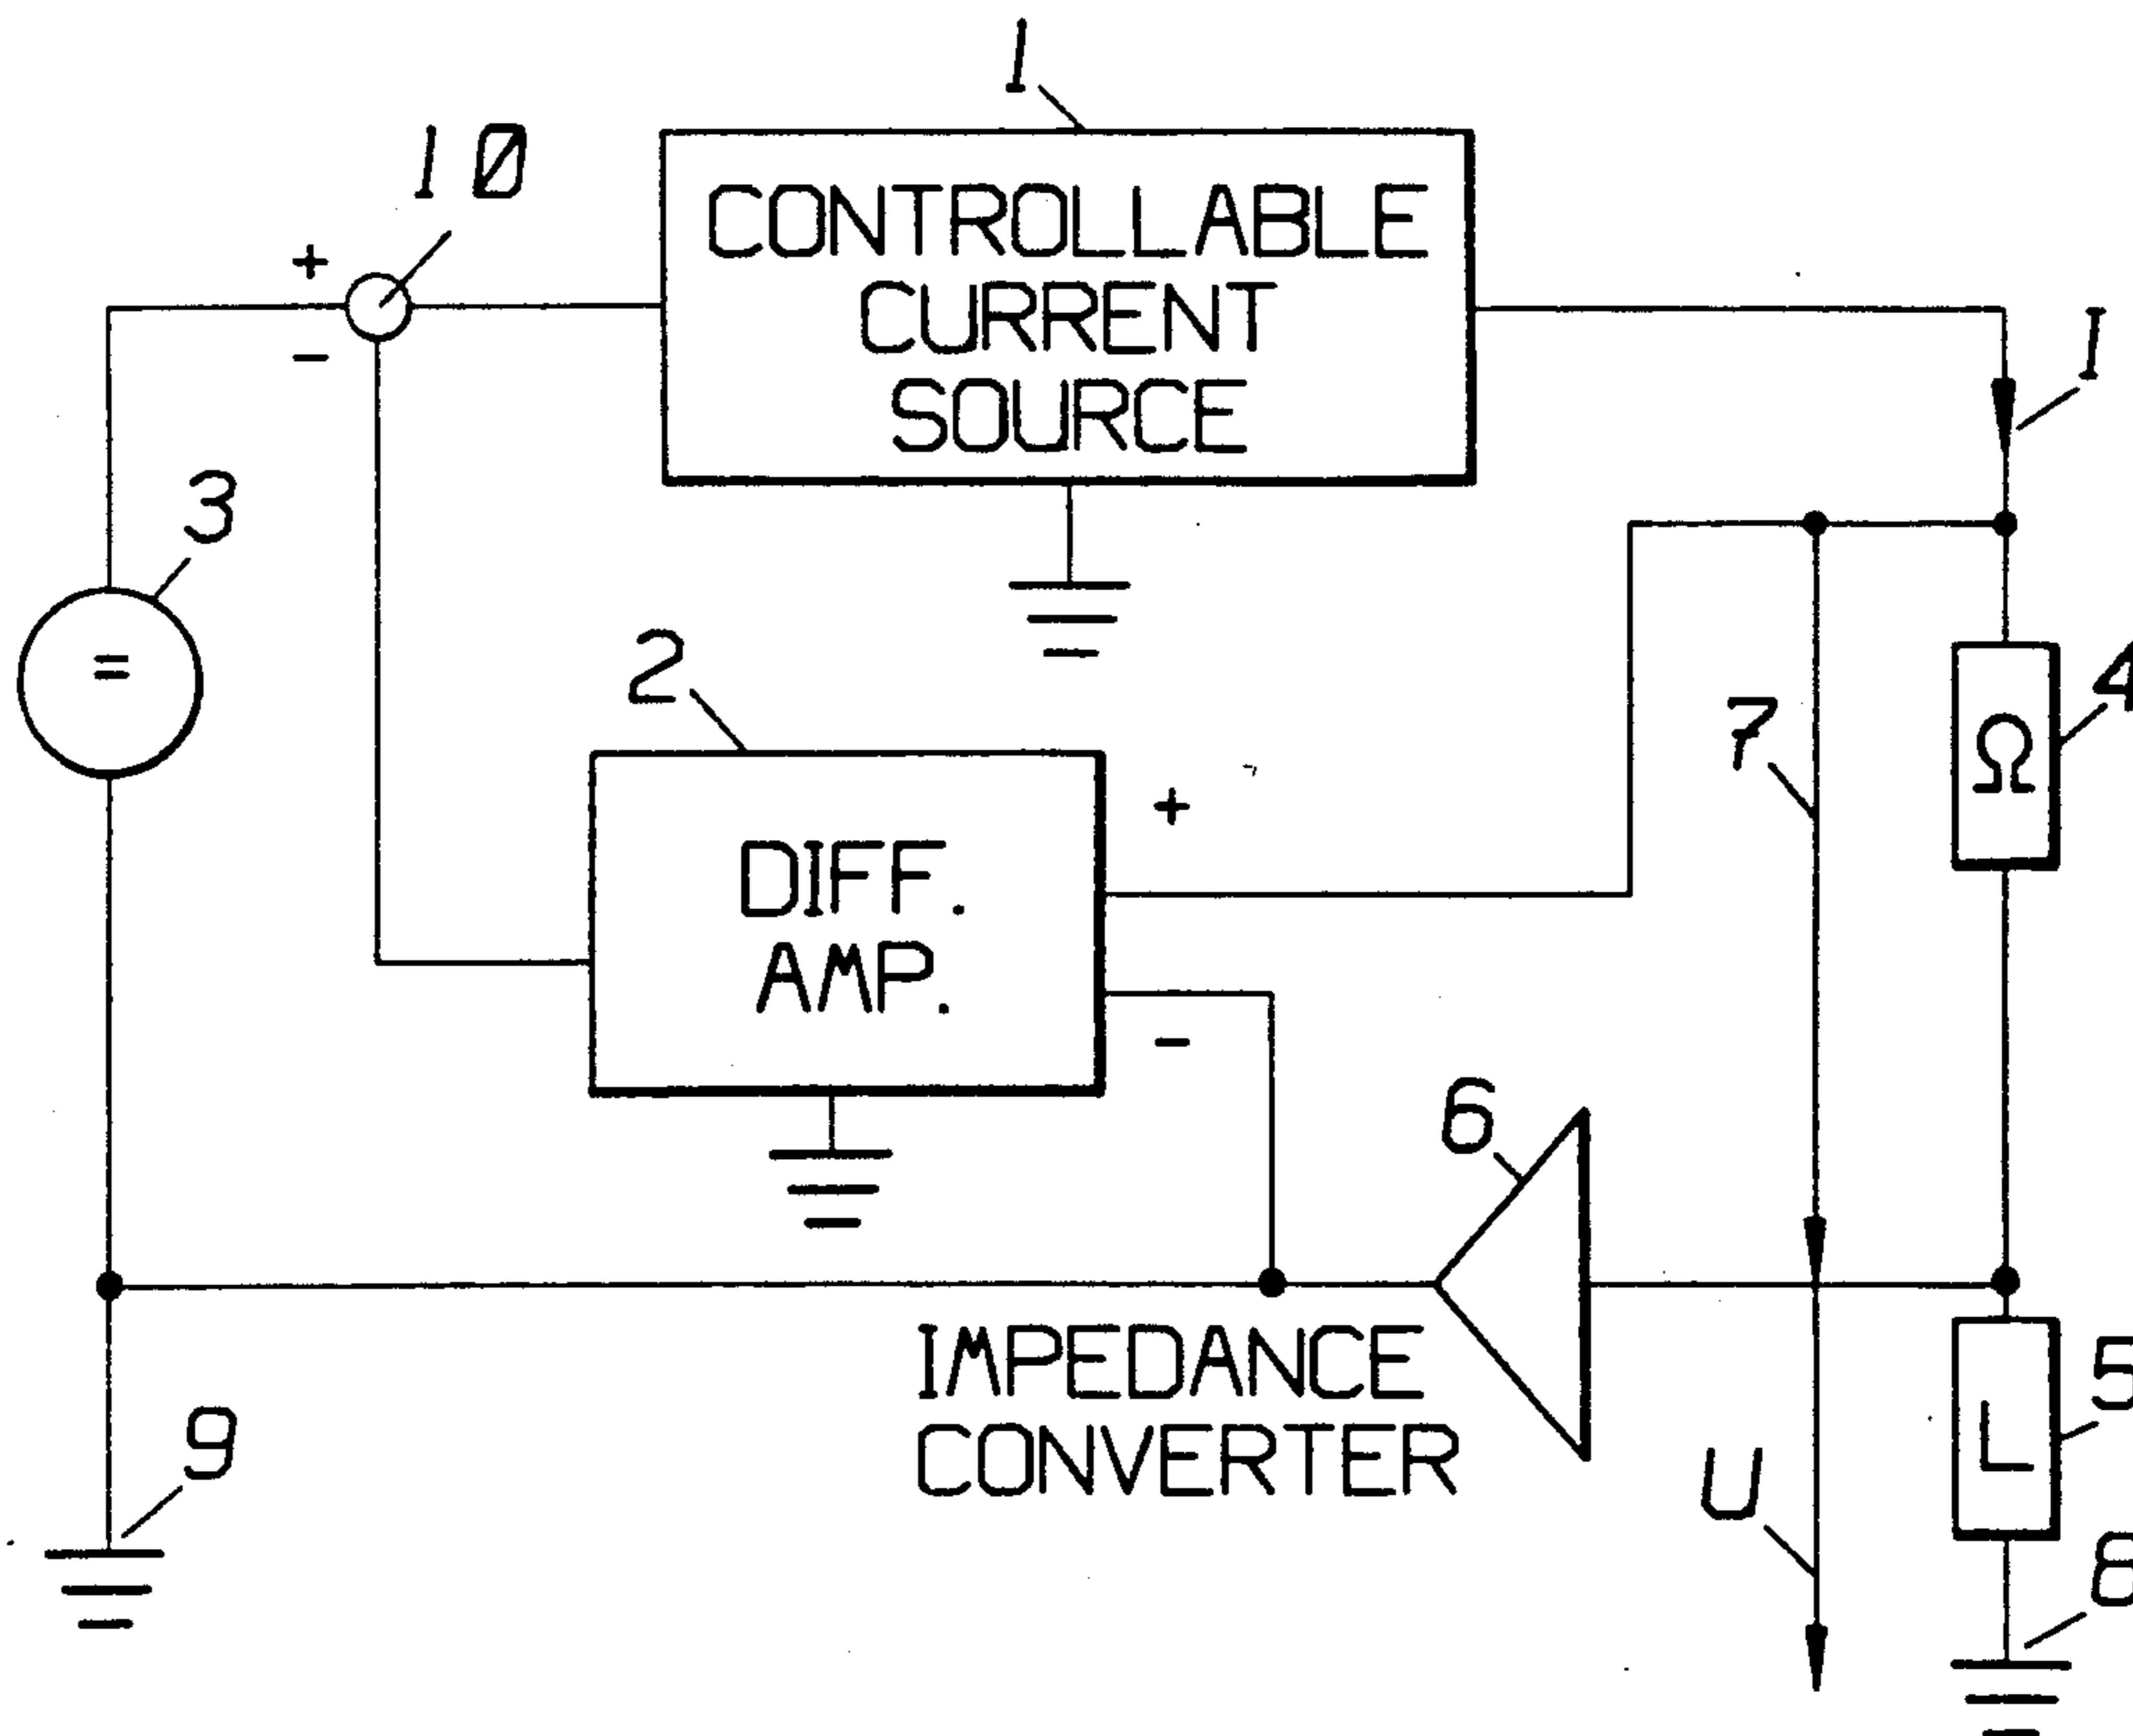 1
10
+
-
CONTROLLABLE
CURRENT
SOURCE
I
3
=
2
4
7
Ω
+
DIFF.
AMP.
-
6
IMPEDANCE
CONVERTER
5
L
9
U
8